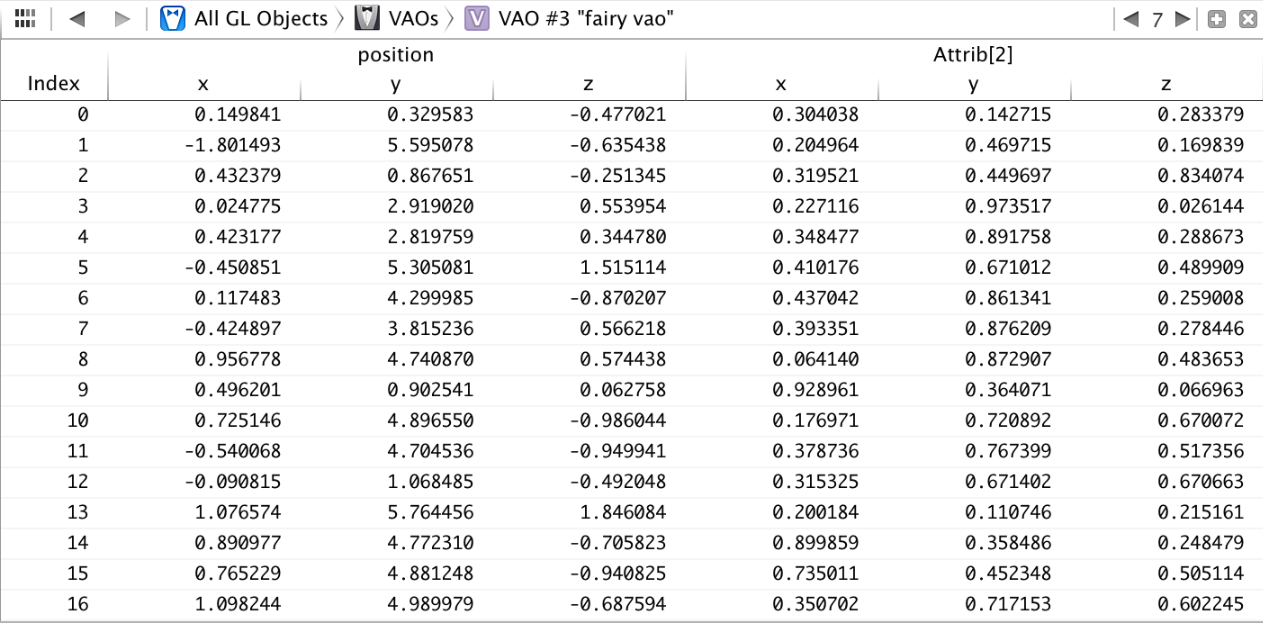 All GL Objects VAOs VAO #3 "fairy vao" 7
position Attrib[2]
Index x y z x y z
0 0.149841 0.329583 -0.477021 0.304038 0.142715 0.283379
1 -1.801493 5.595078 -0.635438 0.204964 0.469715 0.169839
2 0.432379 0.867651 -0.251345 0.319521 0.449697 0.834074
3 0.024775 2.919020 0.553954 0.227116 0.973517 0.026144
4 0.423177 2.819759 0.344780 0.348477 0.891758 0.288673
5 -0.450851 5.305081 1.515114 0.410176 0.671012 0.489909
6 0.117483 4.299985 -0.870207 0.437042 0.861341 0.259008
7 -0.424897 3.815236 0.566218 0.393351 0.876209 0.278446
8 0.956778 4.740870 0.574438 0.064140 0.872907 0.483653
9 0.496201 0.902541 0.062758 0.928961 0.364071 0.066963
10 0.725146 4.896550 -0.986044 0.176971 0.720892 0.670072
11 -0.540068 4.704536 -0.949941 0.378736 0.767399 0.517356
12 -0.090815 1.068485 -0.492048 0.315325 0.671402 0.670663
13 1.076574 5.764456 1.846084 0.200184 0.110746 0.215161
14 0.890977 4.772310 -0.705823 0.899859 0.358486 0.248479
15 0.765229 4.881248 -0.940825 0.735011 0.452348 0.505114
16 1.098244 4.989979 -0.687594 0.350702 0.717153 0.602245